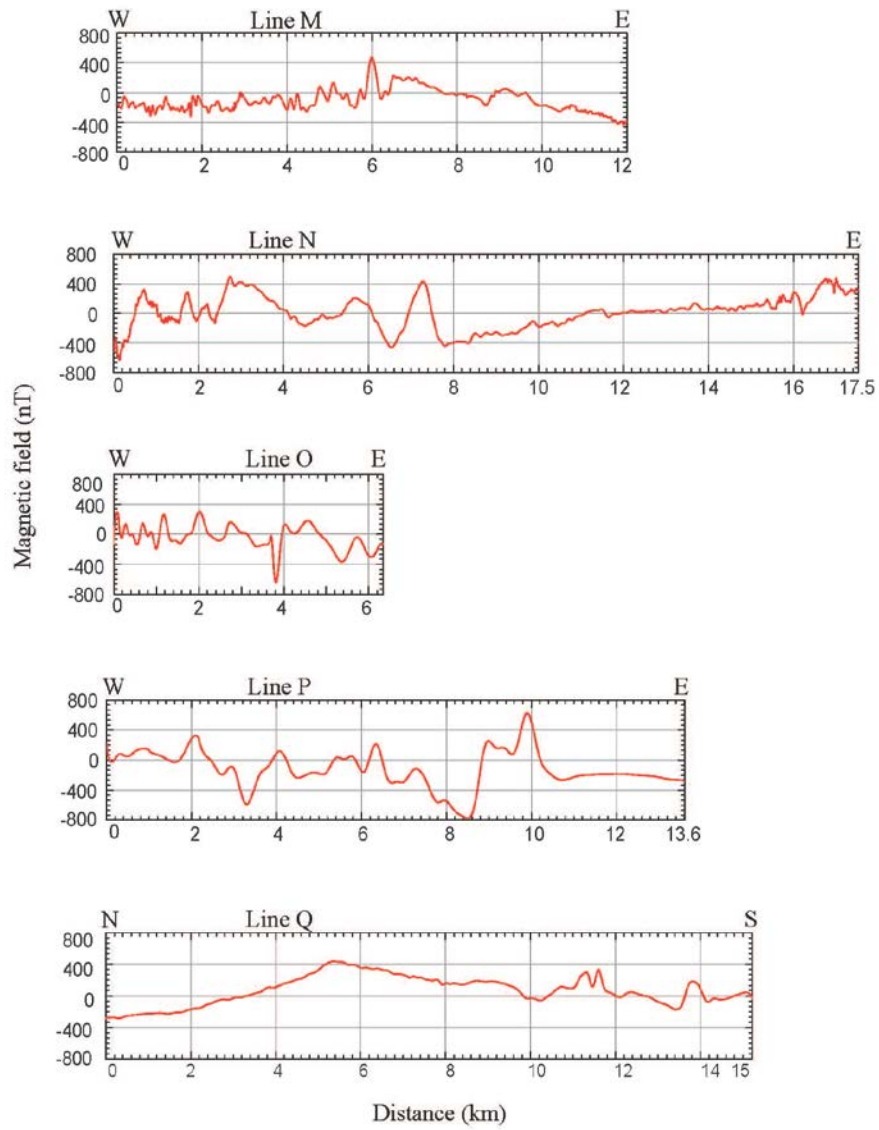 W Line M E
800
400
0
-400
-800
0 2 4 6 8 10 12
W Line N E
800
400
0
-400
-800
0 2 4 6 8 10 12 14 16 17.5
W Line O E
800
400
0
-400
-800
0 2 4 6
Magnetic field (nT)
W Line P E
800
400
0
-400
-800
0 2 4 6 8 10 12 13.6
N Line Q S
800
400
0
-400
-800
0 2 4 6 8 10 12 14 15
Distance (km)